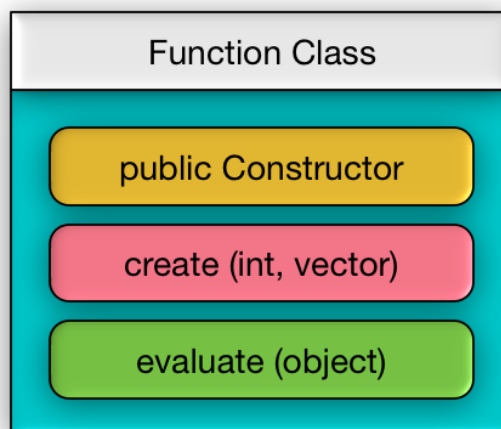 Function Class
public Constructor
create (int, vector)
evaluate (object)